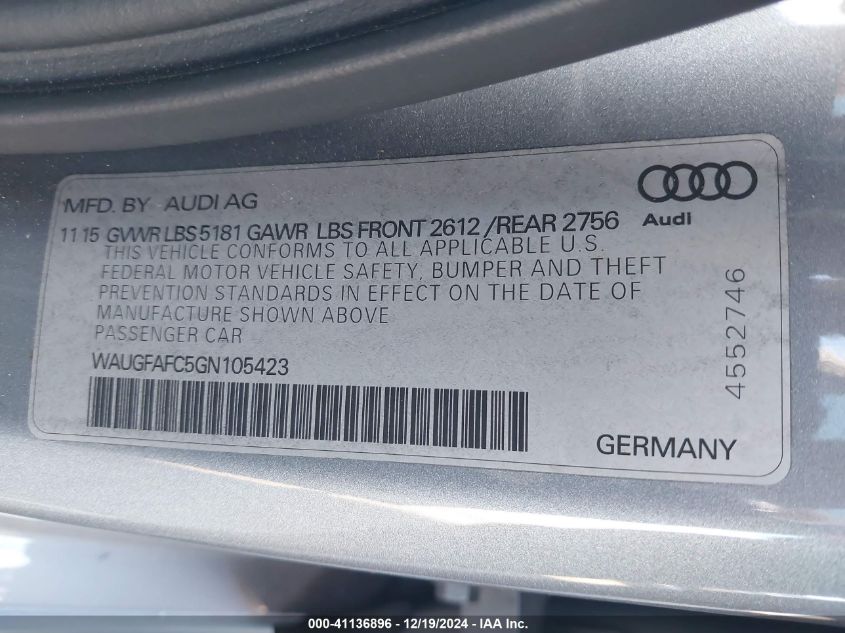 MFD. BY AUDI AG
Audi
11 15 GVWR LBS 5181 GAWR LBS FRONT 2612 /REAR 2756
THIS VEHICLE CONFORMS TO ALL APPLICABLE U.S.
FEDERAL MOTOR VEHICLE SAFETY, BUMPER AND THEFT
PREVENTION STANDARDS IN EFFECT ON THE DATE OF
MANUFACTURE SHOWN ABOVE
PASSENGER CAR
WAUGFAFC5GN105423
GERMANY
4552746
000-41136896 - 12/19/2024 - IAA Inc.